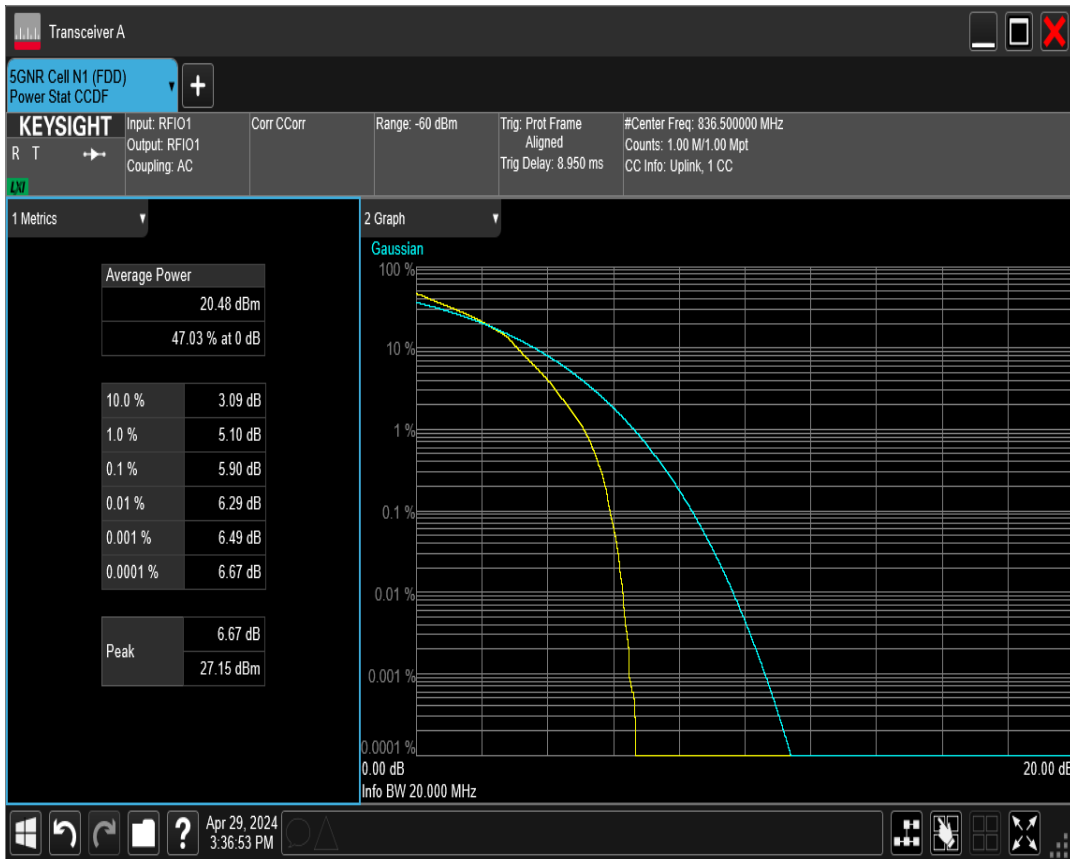 Transceiver A
5GNR Cell N1 (FDD)
Power Stat CCDF
+
KEYSIGHT
R T
LXI
Input: RFIO1
Output: RFIO1
Coupling: AC
Corr CCorr
Range: -60 dBm
Trig: Prot Frame
Aligned
Trig Delay: 8.950 ms
#Center Freq: 836.500000 MHz
Counts: 1.00 M/1.00 Mpt
CC Info: Uplink, 1 CC
1 Metrics
Average Power
20.48 dBm
47.03 % at 0 dB
10.0 % 3.09 dB
1.0 % 5.10 dB
0.1 % 5.90 dB
0.01 % 6.29 dB
0.001 % 6.49 dB
0.0001 % 6.67 dB
Peak 6.67 dB
27.15 dBm
2 Graph
Gaussian
100 %
10 %
1 %
0.1 %
0.01 %
0.001 %
0.0001 %
0.00 dB 20.00 dB
Info BW 20.000 MHz
?
Apr 29, 2024
3:36:53 PM